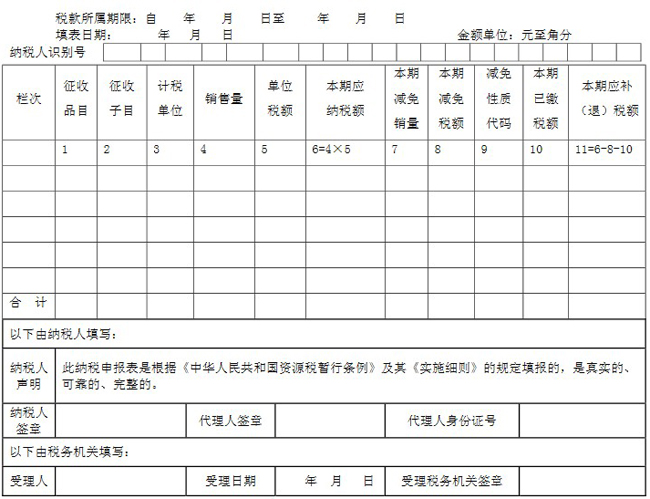 税款所属期限：自 年 月 日至 年 月 日
填表日期： 年 月 日 金额单位：元至角分
纳税人识别号
栏次 征收品目 征收子目 计税单位 销售量 单位税额 本期应纳税额 本期减免销量 本期减免税额 减免性质代码 本期已缴税额 本期应补（退）税额
1 2 3 4 5 6=4×5 7 8 9 10 11=6-8-10
合 计
以下由纳税人填写：
纳税人声明 此纳税申报表是根据《中华人民共和国资源税暂行条例》及其《实施细则》的规定填报的，是真实的、
可靠的、完整的。
纳税人签章 代理人签章 代理人身份证号
以下由税务机关填写：
受理人 受理日期 年 月 日 受理税务机关签章